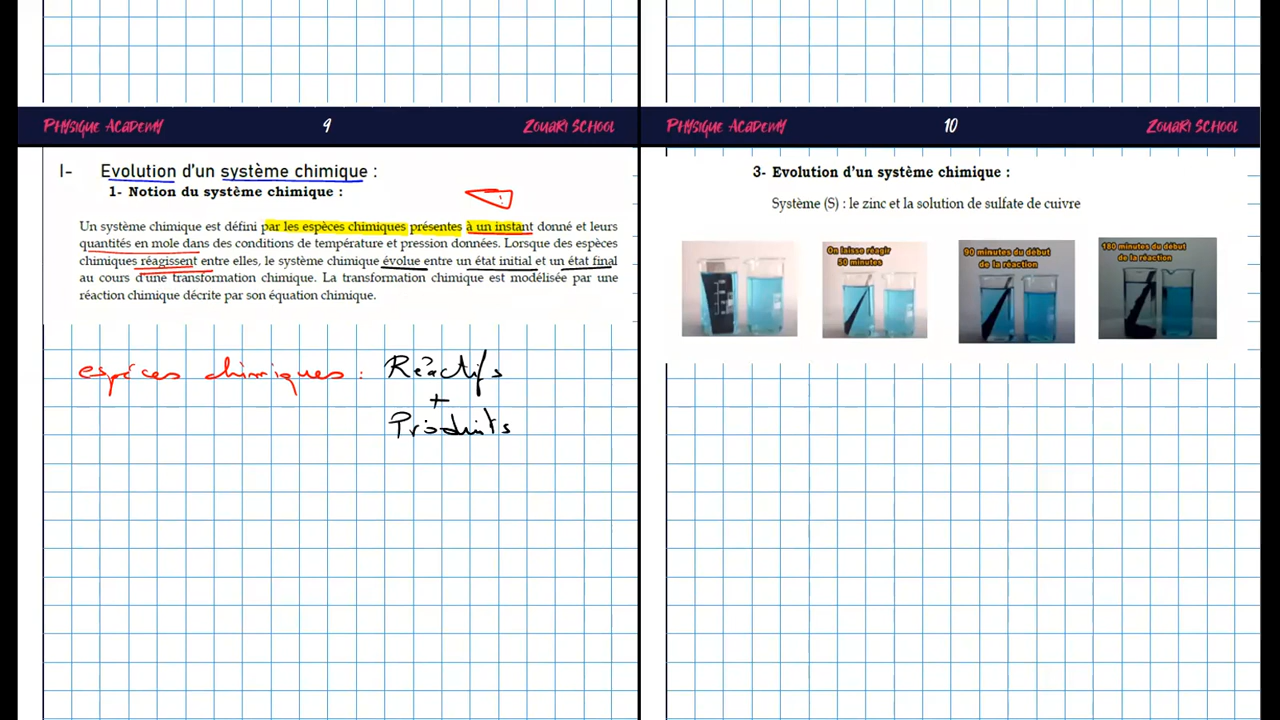 PHYSIQUE ACADEMY 9 ZOUARI SCHOOL
I- Evolution d'un système chimique :
1- Notion du système chimique :
Un système chimique est défini par les espèces chimiques présentes à un instant donné et leurs
quantités en mole dans des conditions de température et pression données. Lorsque des espèces
chimiques réagissent entre elles, le système chimique évolue entre un état initial et un état final
au cours d'une transformation chimique. La transformation chimique est modélisée par une
réaction chimique décrite par son équation chimique.
espéces chimiques : Réactifs
+
Produits
PHYSIQUE ACADEMY 10 ZOUARI SCHOOL
3- Evolution d'un système chimique :
Système (S) : le zinc et la solution de sulfate de cuivre
On laisse réagir
50 minutes
90 minutes du début
de la réaction
180 minutes du début
de la réaction